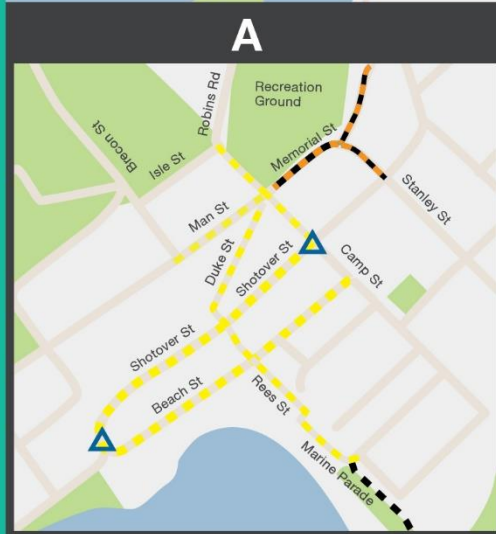 A
Robins Rd
Recreation
Ground
Brecon St
Isle St
Memorial St
Stanley St
Man St
Duke St
Shotover St
Camp St
Shotover St
Beach St
Rees St
Marine Parade